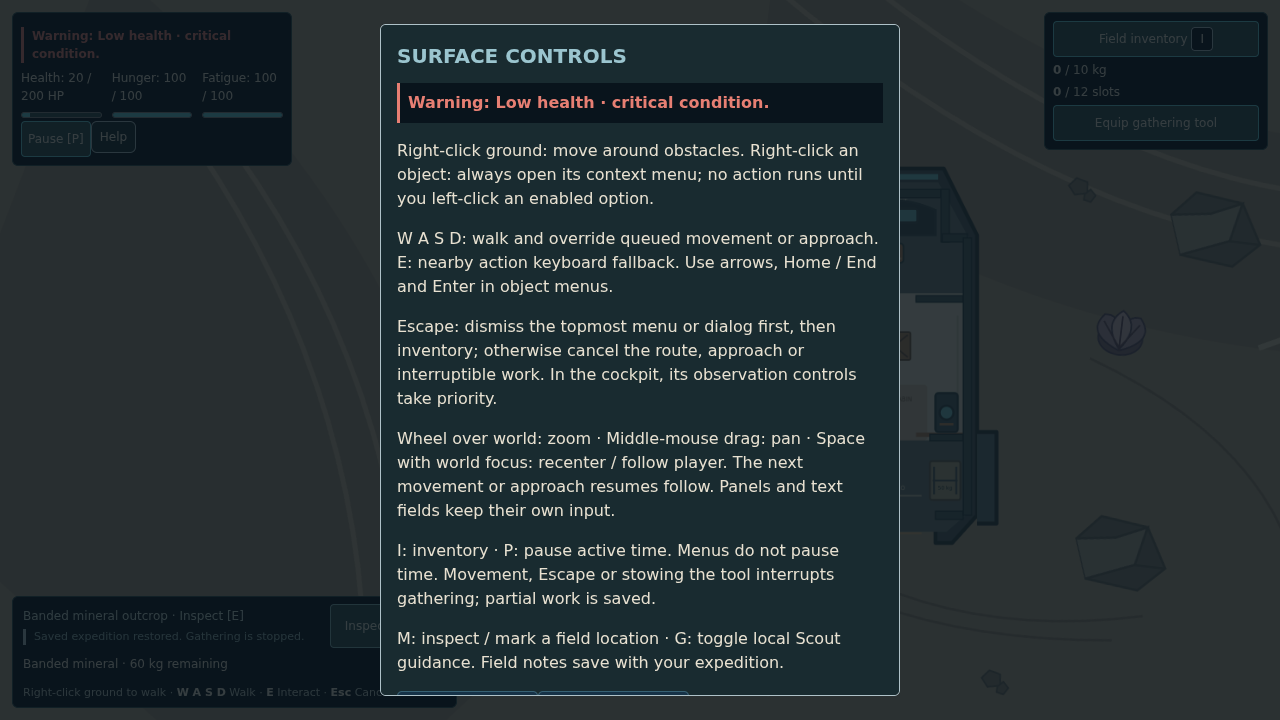 Warning: Low health · critical
condition.
Health: 20 /
200 HP
Hunger: 100
/ 100
Fatigue: 100
/ 100
Pause [P]
Help
SURFACE CONTROLS
Warning: Low health · critical condition.
Right-click ground: move around obstacles. Right-click an
object: always open its context menu; no action runs until
you left-click an enabled option.
W A S D: walk and override queued movement or approach.
E: nearby action keyboard fallback. Use arrows, Home / End
and Enter in object menus.
Escape: dismiss the topmost menu or dialog first, then
inventory; otherwise cancel the route, approach or
interruptible work. In the cockpit, its observation controls
take priority.
Wheel over world: zoom · Middle-mouse drag: pan · Space
with world focus: recenter / follow player. The next
movement or approach resumes follow. Panels and text
fields keep their own input.
I: inventory · P: pause active time. Menus do not pause
time. Movement, Escape or stowing the tool interrupts
gathering; partial work is saved.
M: inspect / mark a field location · G: toggle local Scout
guidance. Field notes save with your expedition.
Field inventory I
0 / 10 kg
0 / 12 slots
Equip gathering tool
Banded mineral outcrop · Inspect [E]
Saved expedition restored. Gathering is stopped.
Banded mineral · 60 kg remaining
Right-click ground to walk · W A S D Walk · E Interact · Esc